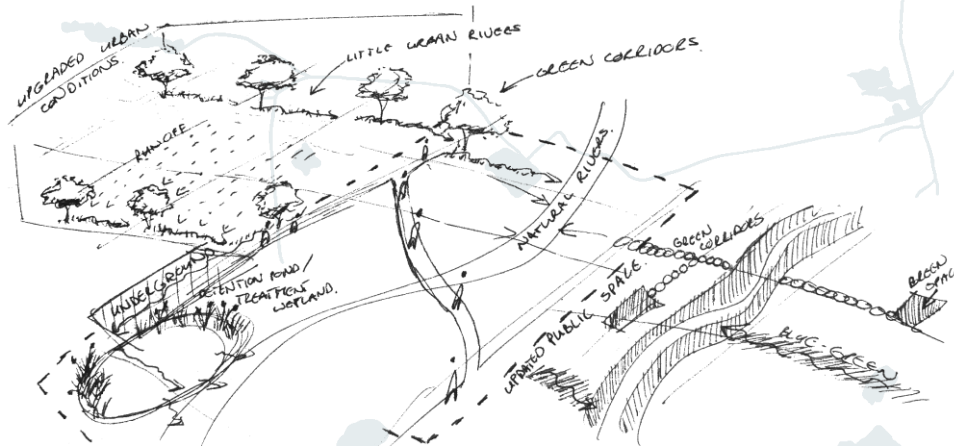 UPGRADED URBAN
CONDITIONS.
LITTLE URBAN RIVERS
GREEN CORRIDORS.
RUNOFF
NATURAL RIVERS.
UNDERGROUND
DETENTION POND/
TREATMENT
WETLAND.
UPDATED PUBLIC SPACE.
GREEN
CORRIDORS
GREEN
SPACE
BLUE-GREEN